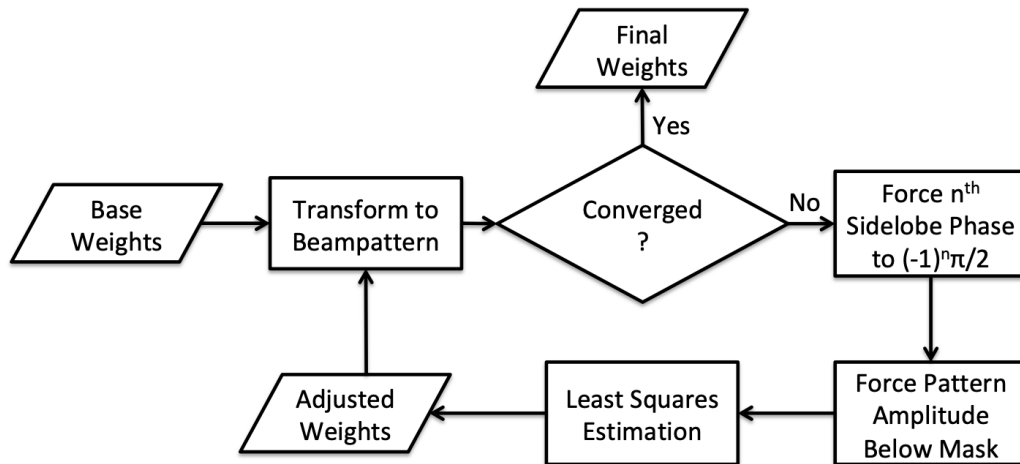 Final
Weights
Yes
Base
Weights
Transform to
Beampattern
Converged
?
No
Force nᵗʰ
Sidelobe Phase
to (-1)ⁿπ/2
Adjusted
Weights
Least Squares
Estimation
Force Pattern
Amplitude
Below Mask